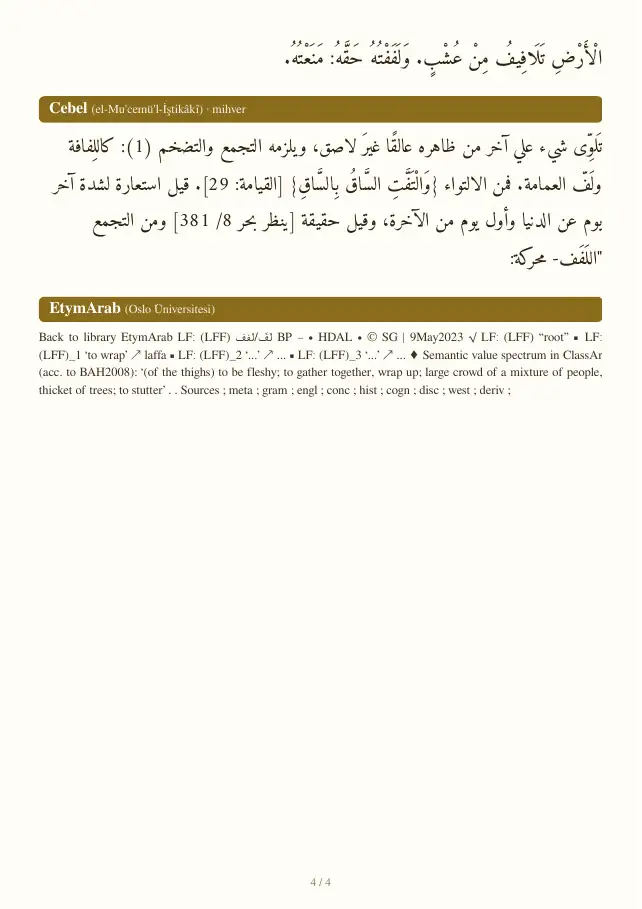 الْأَرْضِ تَلَافِيفُ مِنْ عُشْبٍ. وَلَفَفْتُهُ حَقَّهُ: مَنَعْتُهُ.
Cebel (el-Mu'cemü'l-İştikâkî) · mihver
تَلَوِّى شيء علي آخر من ظاهره عالقًا غيرَ لاصق، ويلزمه التجمع والتضخم (1): كاللِفافة
ولَفّ العمامة. فمن الالتواء {وَالْتَفَّتِ السَّاقُ بِالسَّاقِ} [القيامة: 29]. قيل استعارة لشدة آخر
يوم عن الدنيا وأول يوم من الآخرة، وقيل حقيقة [ينظر بحر 8/ 381] ومن التجمع
"اللَفَف- محركة:
EtymArab (Oslo Üniversitesi)
Back to library EtymArab LF: (LFF) لفّ/لفف BP – • HDAL • © SG | 9May2023 √ LF: (LFF) “root” ▪ LF:
(LFF)_1 ‘to wrap’ ↗ laffa ▪ LF: (LFF)_2 ‘...’ ↗ ... ▪ LF: (LFF)_3 ‘...’ ↗ ... ♦ Semantic value spectrum in ClassAr
(acc. to BAH2008): ‘(of the thighs) to be fleshy; to gather together, wrap up; large crowd of a mixture of people,
thicket of trees; to stutter’ . . Sources ; meta ; gram ; engl ; conc ; hist ; cogn ; disc ; west ; deriv ;
4 / 4